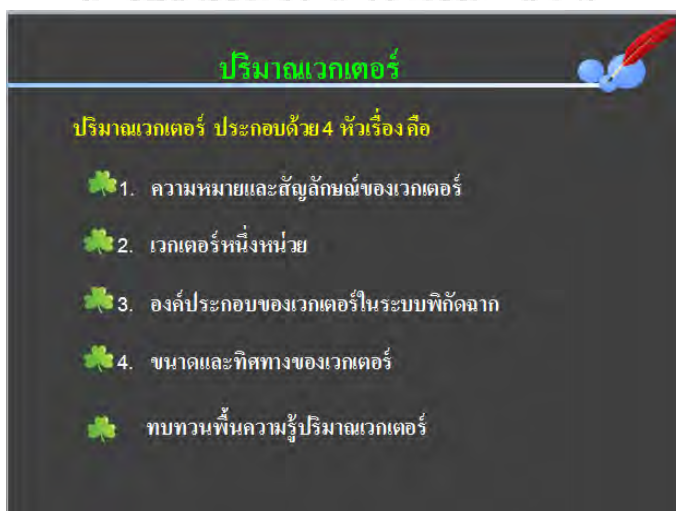 ปริมาณเวกเตอร์
ปริมาณเวกเตอร์ ประกอบด้วย 4 หัวเรื่อง คือ
1. ความหมายและสัญลักษณ์ของเวกเตอร์
2. เวกเตอร์หนึ่งหน่วย
3. องค์ประกอบของเวกเตอร์ในระบบพิกัดฉาก
4. ขนาดและทิศทางของเวกเตอร์
ทบทวนพื้นความรู้ปริมาณเวกเตอร์